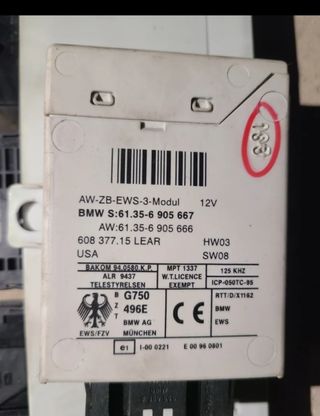 183
AW-ZB-EWS-3-Modul 12V
BMW S:61.35-6 905 667
AW:61.35-6 905 666
608 377.15 LEAR HW03
USA SW08
BAKOM 94.0580.K.P. MPT 1337 125 KHZ
ALR 9437 W.T.LICENCE
TELESTYRELSEN EXEMPT ICP-050TC-95
B Z T G750 496E CE RTT/D/X1162
BMW
EWS
BMW AG
EWS/FZV MÜNCHEN
e1 I-00 0221 E 00 96 0801